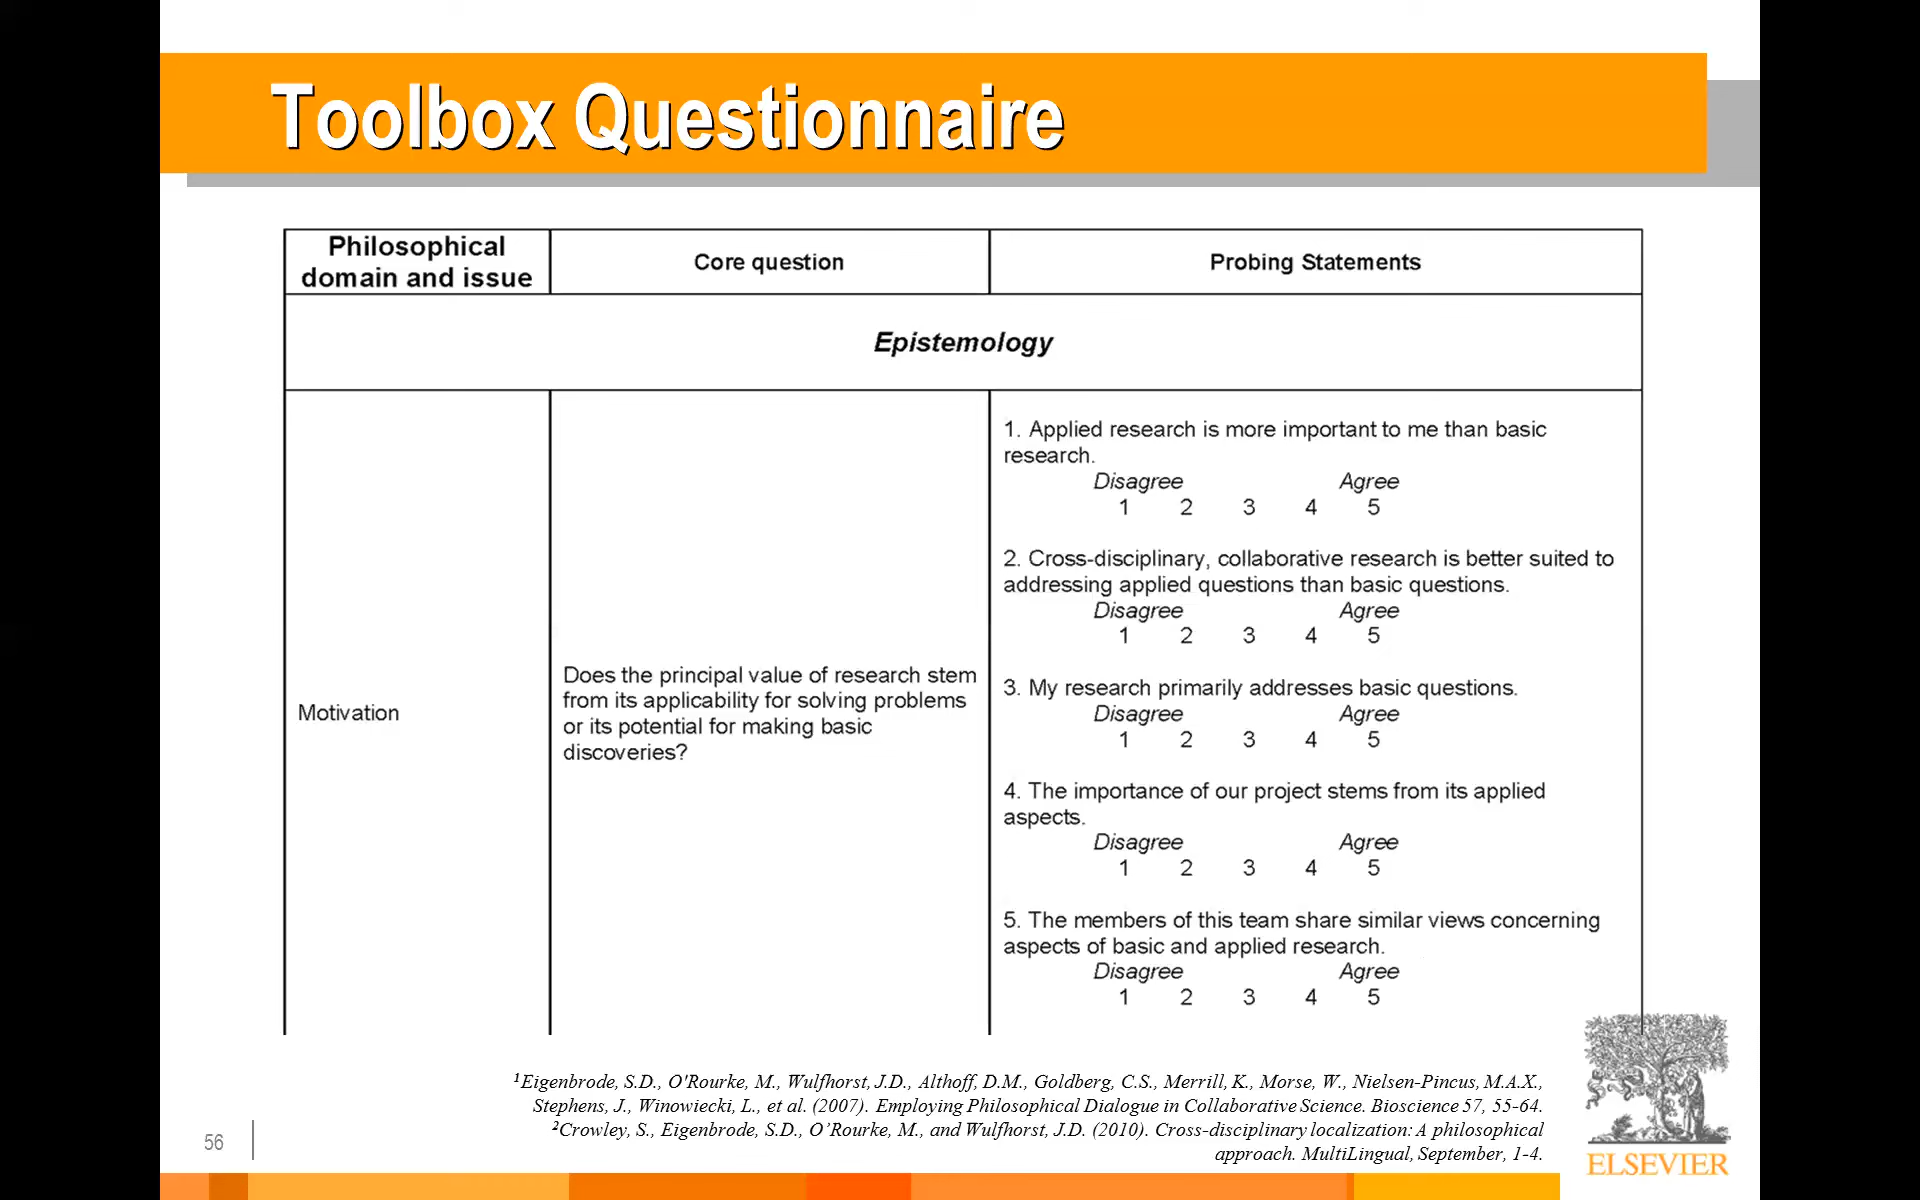 Toolbox Questionnaire
Philosophical
domain and issue
Core question
Probing Statements
Epistemology
Motivation
Does the principal value of research stem
from its applicability for solving problems
or its potential for making basic
discoveries?
1. Applied research is more important to me than basic
research.
Disagree Agree
1 2 3 4 5
2. Cross-disciplinary, collaborative research is better suited to
addressing applied questions than basic questions.
Disagree Agree
1 2 3 4 5
3. My research primarily addresses basic questions.
Disagree Agree
1 2 3 4 5
4. The importance of our project stems from its applied
aspects.
Disagree Agree
1 2 3 4 5
5. The members of this team share similar views concerning
aspects of basic and applied research.
Disagree Agree
1 2 3 4 5
¹Eigenbrode, S.D., O'Rourke, M., Wulfhorst, J.D., Althoff, D.M., Goldberg, C.S., Merrill, K., Morse, W., Nielsen-Pincus, M.A.X.,
Stephens, J., Winowiecki, L., et al. (2007). Employing Philosophical Dialogue in Collaborative Science. Bioscience 57, 55-64.
²Crowley, S., Eigenbrode, S.D., O’Rourke, M., and Wulfhorst, J.D. (2010). Cross-disciplinary localization: A philosophical
approach. MultiLingual, September, 1-4.
56
ELSEVIER